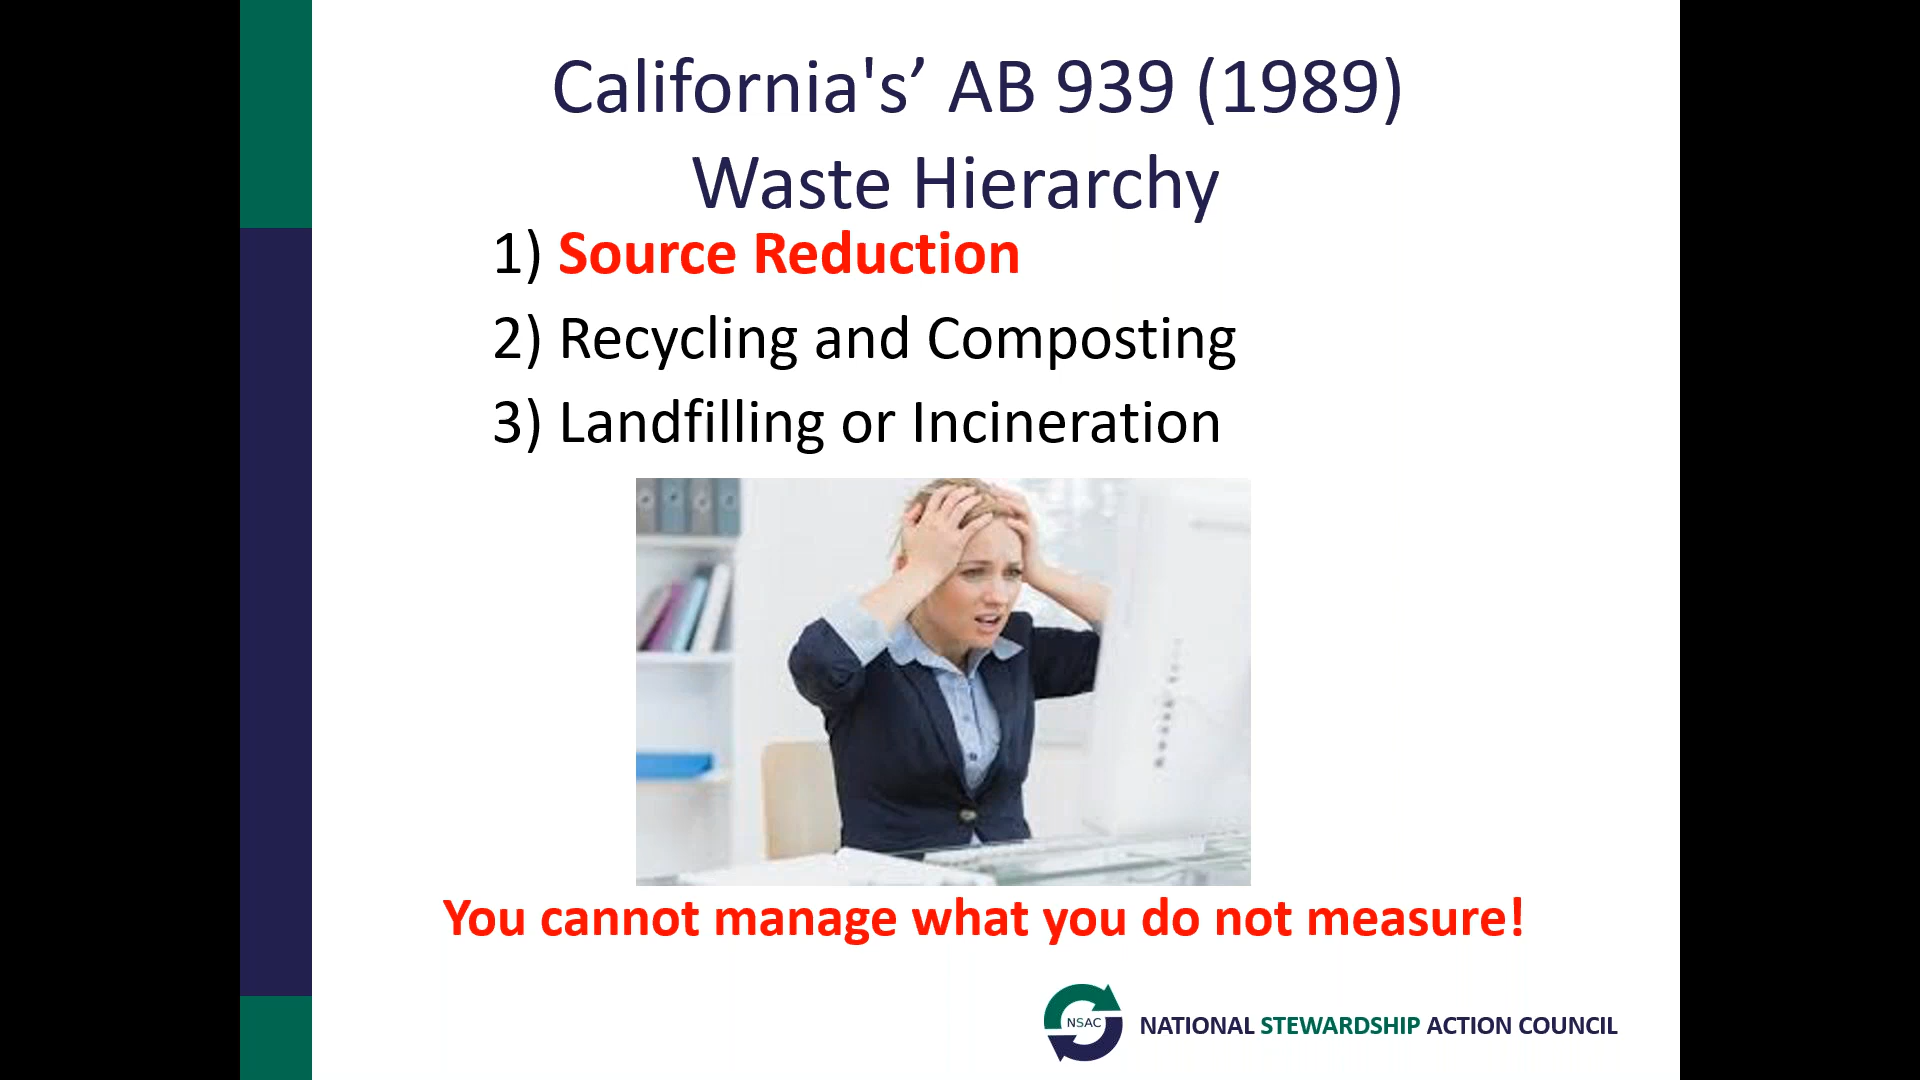 California's’ AB 939 (1989)
Waste Hierarchy
1) Source Reduction
2) Recycling and Composting
3) Landfilling or Incineration
You cannot manage what you do not measure!
NSAC
NATIONAL STEWARDSHIP ACTION COUNCIL